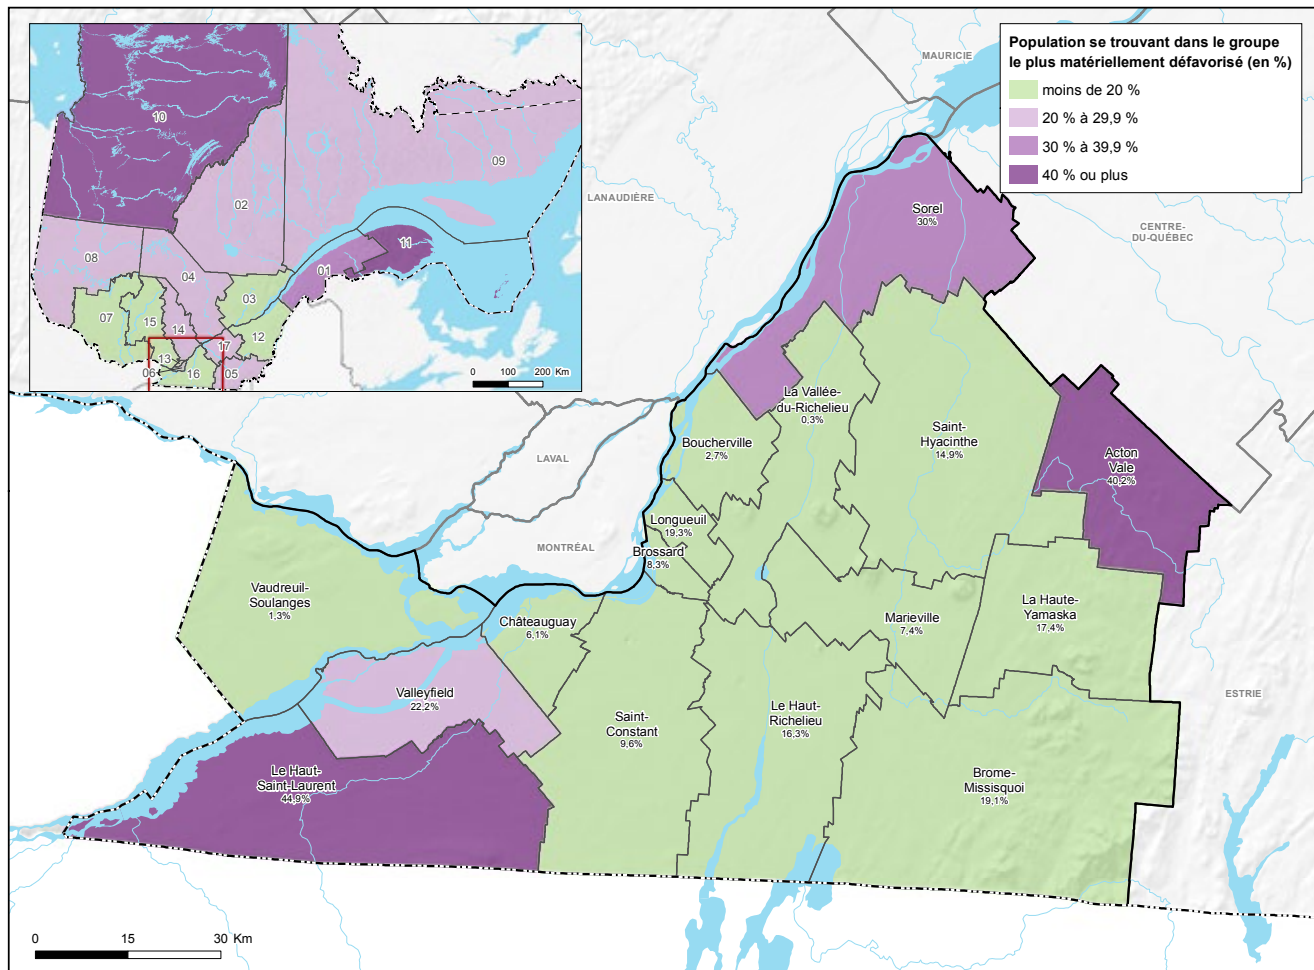 Population se trouvant dans le groupe
le plus matériellement défavorisé (en %)
moins de 20 %
20 % à 29,9 %
30 % à 39,9 %
40 % ou plus
10
09
02
11
08
01
04
03
07
15
14
12
17
13
06
16
05
0 100 200 Km
MAURICIE
LANAUDIÈRE
CENTRE-
DU-QUÉBEC
LAVAL
MONTRÉAL
ESTRIE
Sorel
30%
La Vallée-
du-Richelieu
0,3%
Boucherville
2,7%
Saint-
Hyacinthe
14,9%
Acton
Vale
40,2%
Longueuil
19,3%
Brossard
8,3%
Vaudreuil-
Soulanges
1,3%
Châteauguay
6,1%
Marieville
7,4%
La Haute-
Yamaska
17,4%
Valleyfield
22,2%
Saint-
Constant
9,6%
Le Haut-
Richelieu
16,3%
Le Haut-
Saint-Laurent
44,9%
Brome-
Missisquoi
19,1%
0 15 30 Km